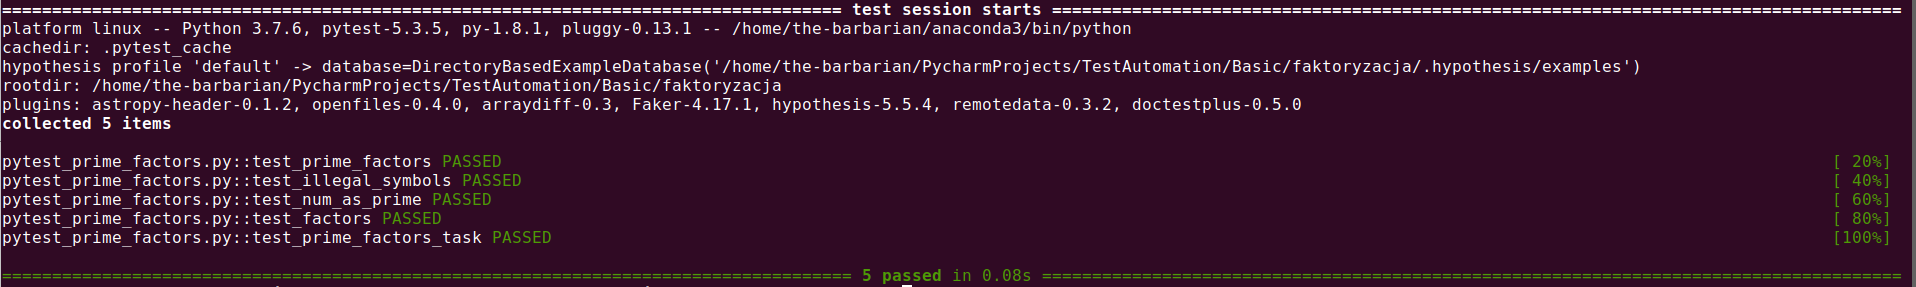 ==================================================================================== test session starts =====================================================================================
platform linux -- Python 3.7.6, pytest-5.3.5, py-1.8.1, pluggy-0.13.1 -- /home/the-barbarian/anaconda3/bin/python
cachedir: .pytest_cache
hypothesis profile 'default' -> database=DirectoryBasedExampleDatabase('/home/the-barbarian/PycharmProjects/TestAutomation/Basic/faktoryzacja/.hypothesis/examples')
rootdir: /home/the-barbarian/PycharmProjects/TestAutomation/Basic/faktoryzacja
plugins: astropy-header-0.1.2, openfiles-0.4.0, arraydiff-0.3, Faker-4.17.1, hypothesis-5.5.4, remotedata-0.3.2, doctestplus-0.5.0
collected 5 items
pytest_prime_factors.py::test_prime_factors PASSED [ 20%]
pytest_prime_factors.py::test_illegal_symbols PASSED [ 40%]
pytest_prime_factors.py::test_num_as_prime PASSED [ 60%]
pytest_prime_factors.py::test_factors PASSED [ 80%]
pytest_prime_factors.py::test_prime_factors_task PASSED [100%]
===================================================================================== 5 passed in 0.08s ======================================================================================